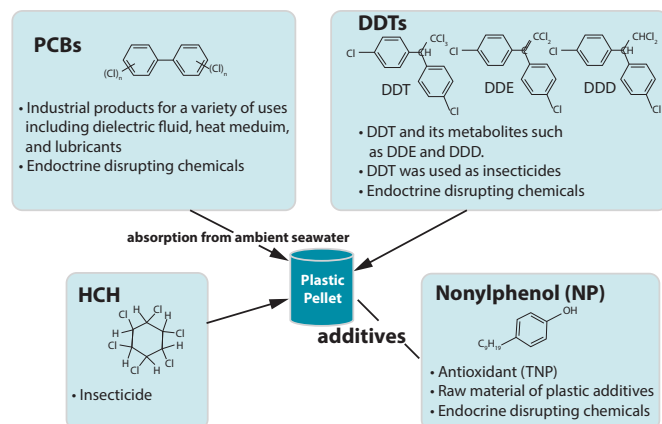 PCBs
(Cl)n
(Cl)n
• Industrial products for a variety of uses
including dielectric fluid, heat meduim,
and lubricants
• Endocrine disrupting chemicals
DDTs
Cl
CCl3
CH
DDT
Cl
Cl
CCl2
C
DDE
Cl
Cl
CHCl2
CH
DDD
Cl
• DDT and its metabolites such
as DDE and DDD.
• DDT was used as insecticides
• Endocrine disrupting chemicals
absorption from ambient seawater
Plastic
Pellet
additives
HCH
Cl
H
H
Cl
H
Cl
Cl
H
Cl
H
H
Cl
• Insecticide
Nonylphenol (NP)
OH
C9H19
• Antioxidant (TNP)
• Raw material of plastic additives
• Endocrine disrupting chemicals